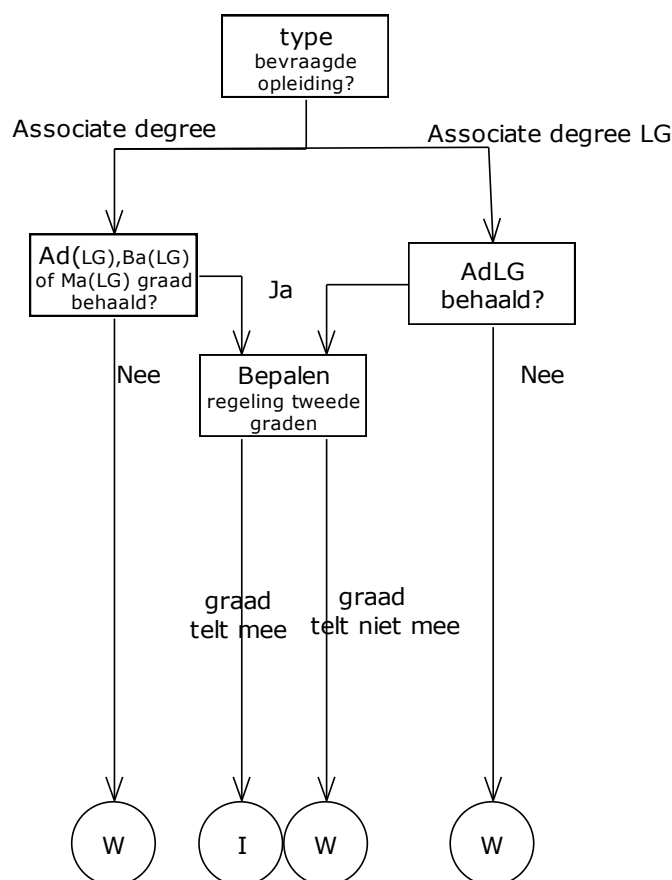 type
bevraagde
opleiding?
Associate degree
Associate degree LG
Ad(LG),Ba(LG)
of Ma(LG) graad
behaald?
AdLG
behaald?
Ja
Nee
Bepalen
regeling tweede
graden
Nee
graad
telt mee
graad
telt niet mee
W
I
W
W